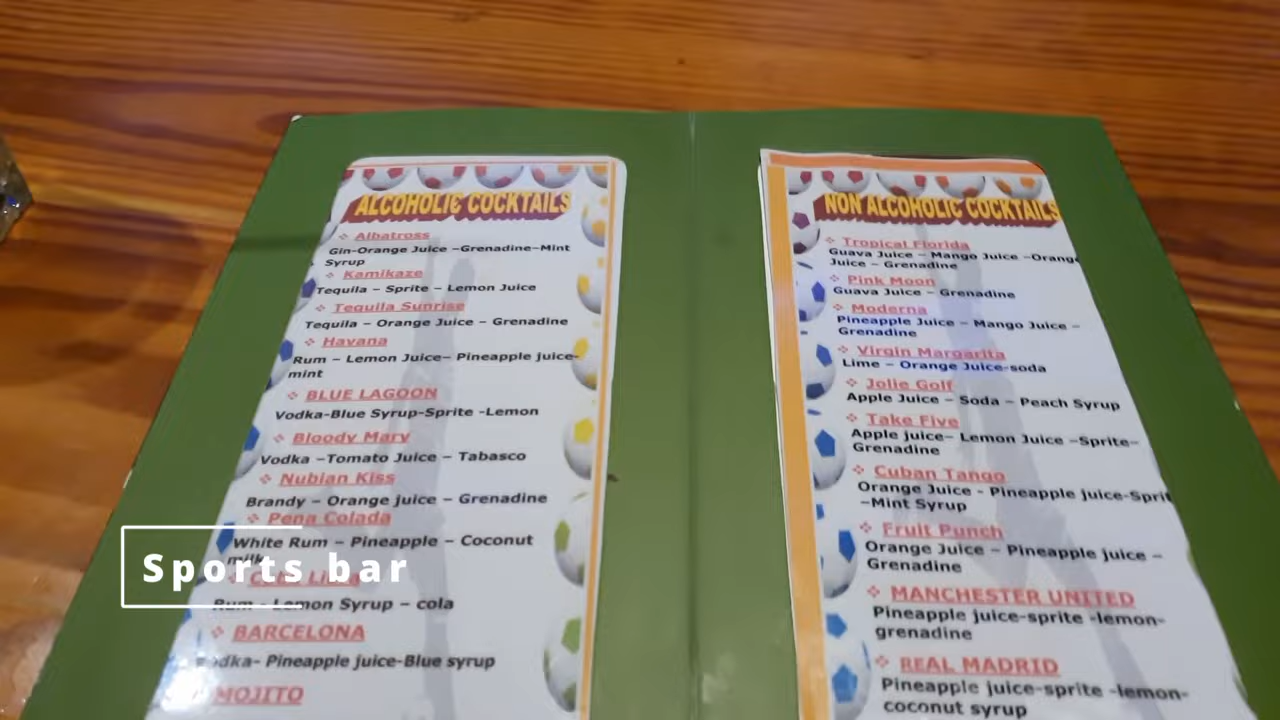 ALCOHOLIC COCKTAILS
Albatross
Gin-Orange Juice –Grenadine–Mint
Syrup
Kamikaze
Tequila – Sprite – Lemon Juice
Tequila Sunrise
Tequila – Orange Juice – Grenadine
Havana
Rum – Lemon Juice– Pineapple juice-
mint
BLUE LAGOON
Vodka-Blue Syrup-Sprite -Lemon
Bloody Mary
Vodka –Tomato Juice – Tabasco
Nubian Kiss
Brandy – Orange juice – Grenadine
Pena Colada
White Rum – Pineapple – Coconut
milk
Rum - Lemon Syrup – cola
BARCELONA
Vodka- Pineapple juice-Blue syrup
MOJITO
NON ALCOHOLIC COCKTAILS
Tropical Florida
Guava Juice – Mango Juice –Orange
Juice – Grenadine
Pink Moon
Guava Juice – Grenadine
Moderna
Pineapple Juice – Mango Juice –
Grenadine
Virgin Margarita
Lime – Orange Juice-soda
Jolie Golf
Apple Juice – Soda – Peach Syrup
Take Five
Apple juice– Lemon Juice –Sprite–
Grenadine
Cuban Tango
Orange Juice - Pineapple juice-Sprit
–Mint Syrup
Fruit Punch
Orange Juice – Pineapple juice –
Grenadine
MANCHESTER UNITED
Pineapple juice-sprite -lemon-
grenadine
REAL MADRID
Pineapple juice-sprite -lemon-
coconut syrup
Sports bar